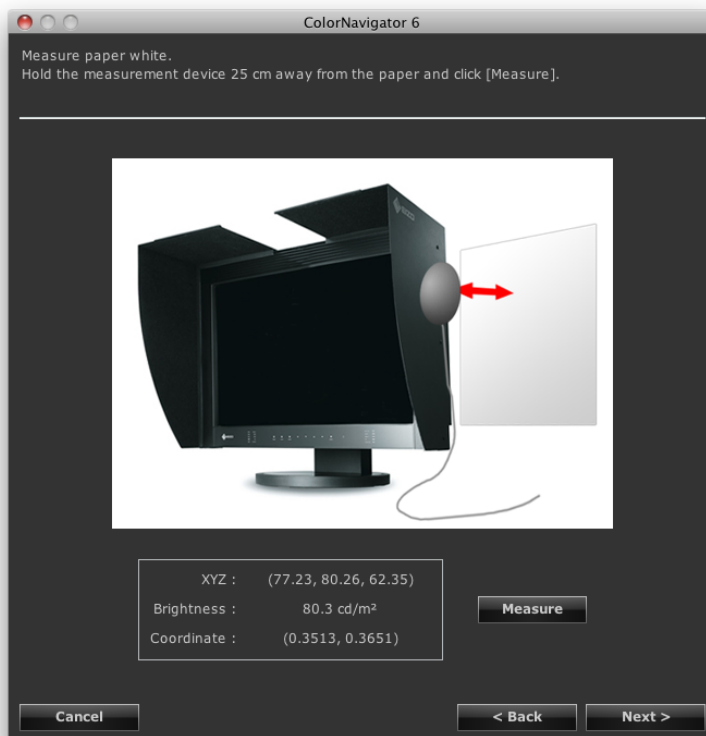 ColorNavigator 6
Measure paper white.
Hold the measurement device 25 cm away from the paper and click [Measure].
EIZO
XYZ : (77.23, 80.26, 62.35)
Brightness : 80.3 cd/m²
Measure
Coordinate : (0.3513, 0.3651)
Cancel
< Back
Next >